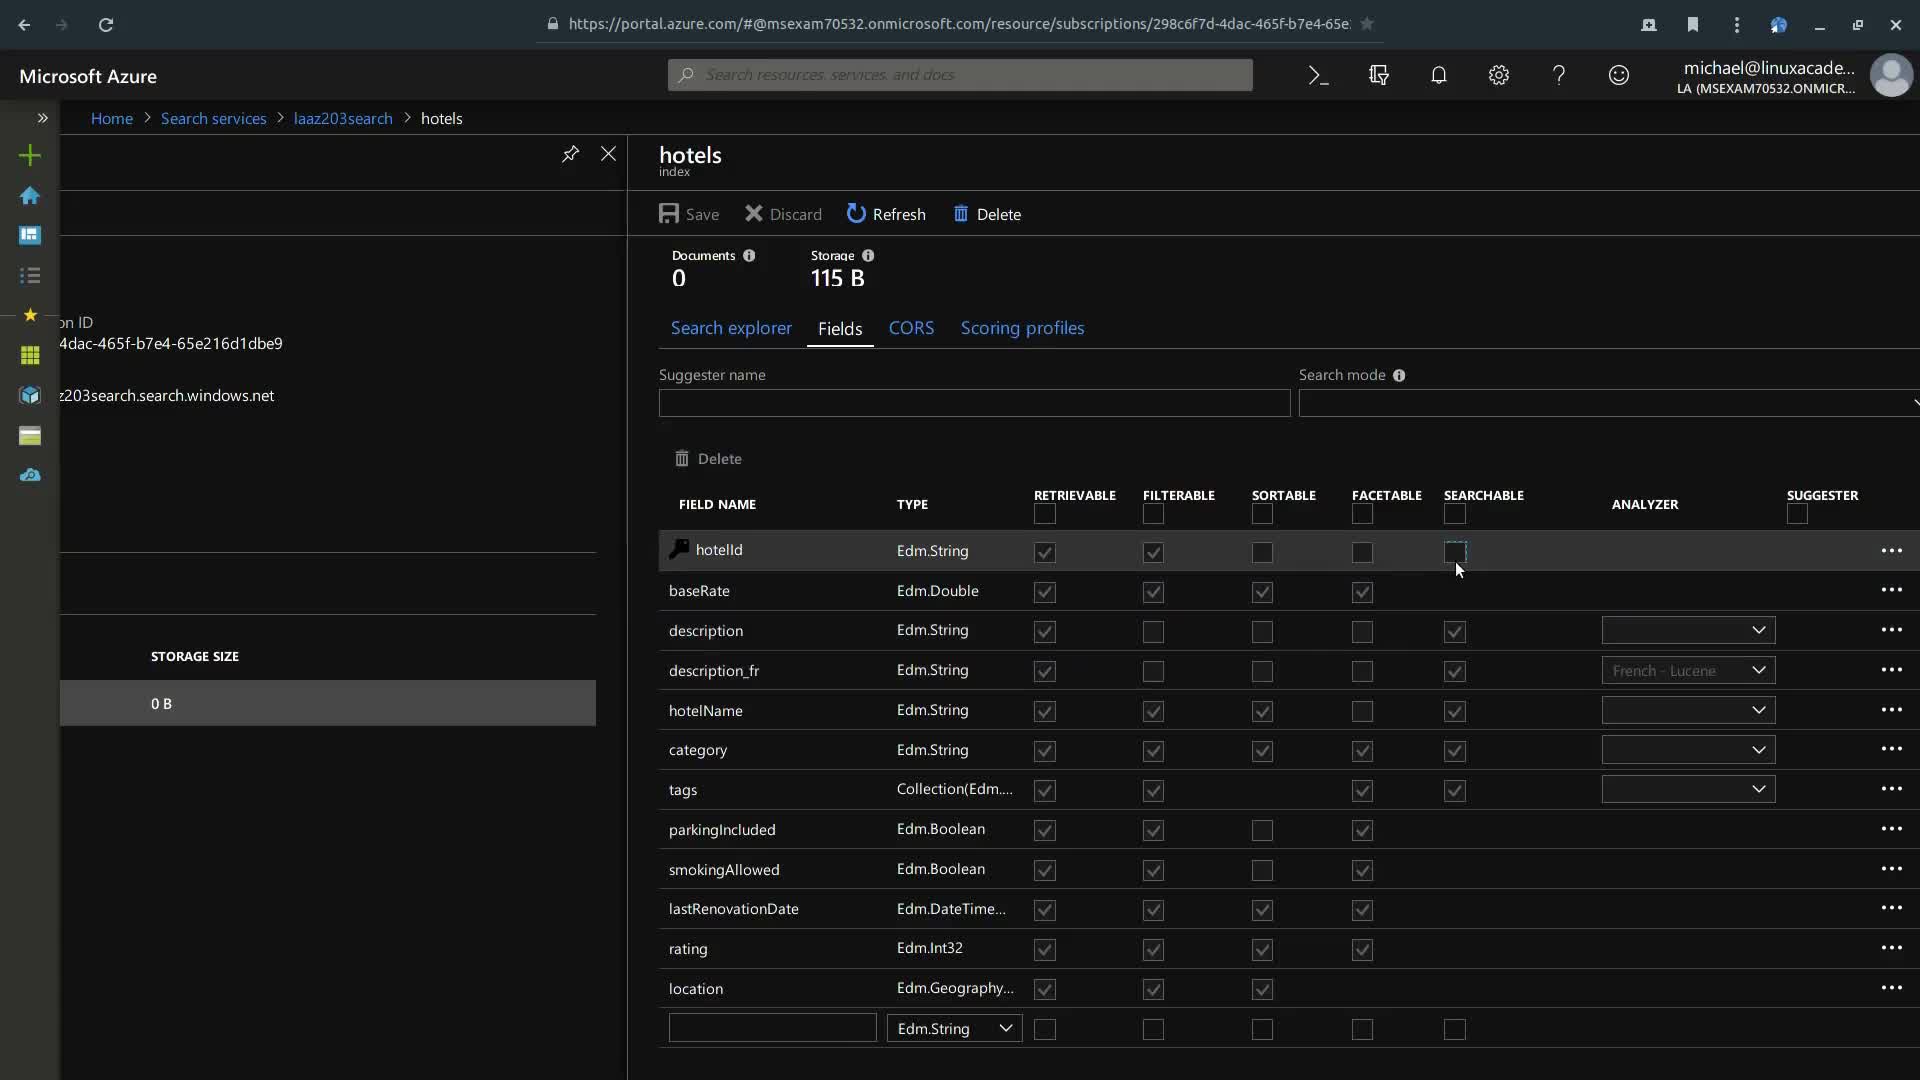 https://portal.azure.com/#@msexam70532.onmicrosoft.com/resource/subscriptions/298c6f7d-4dac-465f-b7e4-65e
Microsoft Azure
Search resources, services, and docs
michael@linuxacade...
LA (MSEXAM70532.ONMICR...
Home > Search services > laaz203search > hotels
hotels
index
Save Discard Refresh Delete
Documents Storage
0 115 B
on ID
4dac-465f-b7e4-65e216d1dbe9
z203search.search.windows.net
STORAGE SIZE
0 B
Search explorer Fields CORS Scoring profiles
Suggester name Search mode
Delete
FIELD NAME TYPE RETRIEVABLE FILTERABLE SORTABLE FACETABLE SEARCHABLE ANALYZER SUGGESTER
hotelId Edm.String
baseRate Edm.Double
description Edm.String
description_fr Edm.String French - Lucene
hotelName Edm.String
category Edm.String
tags Collection(Edm....
parkingIncluded Edm.Boolean
smokingAllowed Edm.Boolean
lastRenovationDate Edm.DateTime...
rating Edm.Int32
location Edm.Geography...
Edm.String